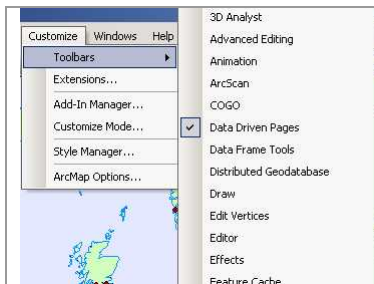 Customize Windows Help
Toolbars
Extensions...
Add-In Manager...
Customize Mode...
Style Manager...
ArcMap Options...
3D Analyst
Advanced Editing
Animation
ArcScan
COGO
Data Driven Pages
Data Frame Tools
Distributed Geodatabase
Draw
Edit Vertices
Editor
Effects
Feature Cache